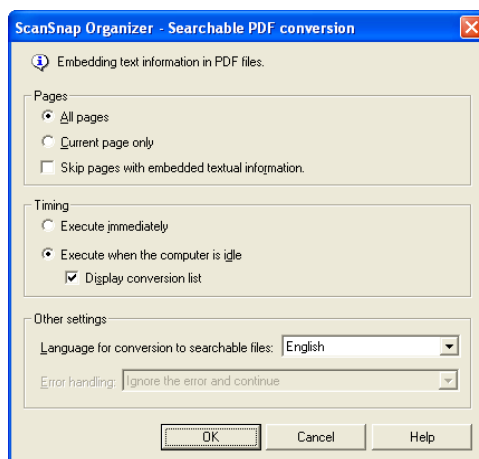 ScanSnap Organizer - Searchable PDF conversion
Embedding text information in PDF files.
Pages
All pages
Current page only
Skip pages with embedded textual information.
Timing
Execute immediately
Execute when the computer is idle
Display conversion list
Other settings
Language for conversion to searchable files: English
Error handling: Ignore the error and continue
OK Cancel Help